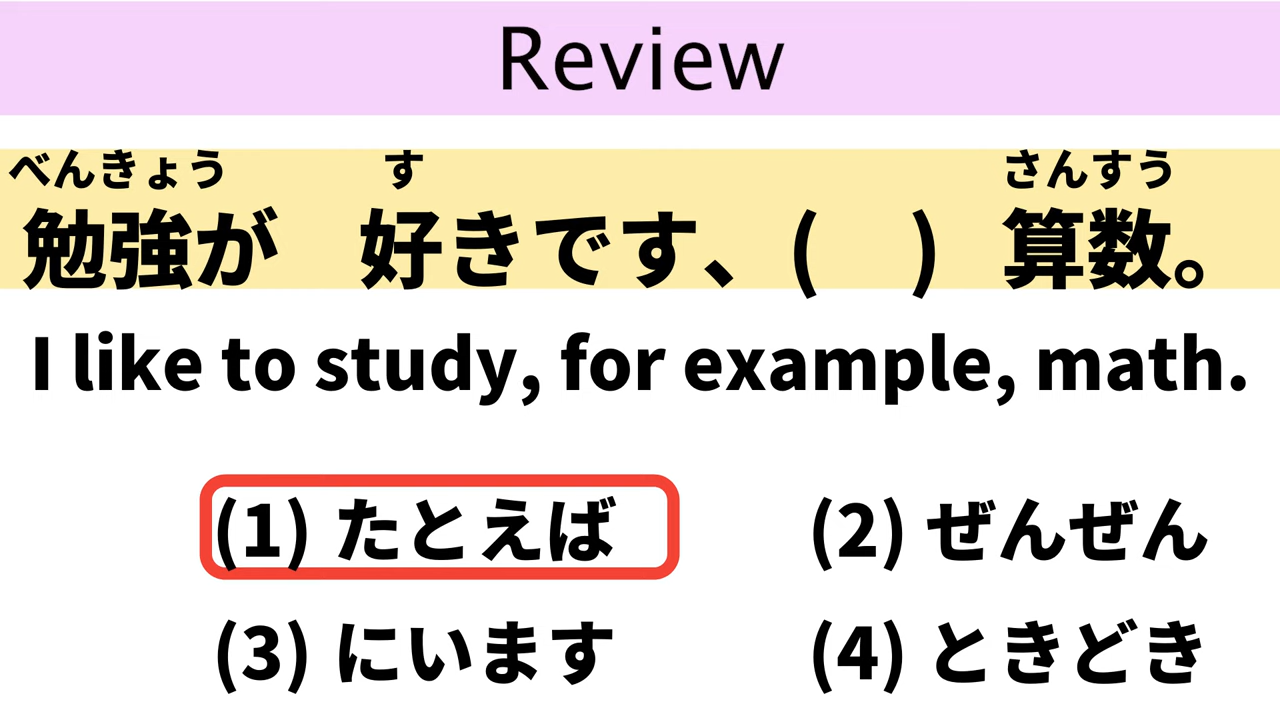 Review
べんきょう す さんすう
勉強が 好きです、( ) 算数。
I like to study, for example, math.
(1) たとえば (2) ぜんぜん
(3) にいます (4) ときどき